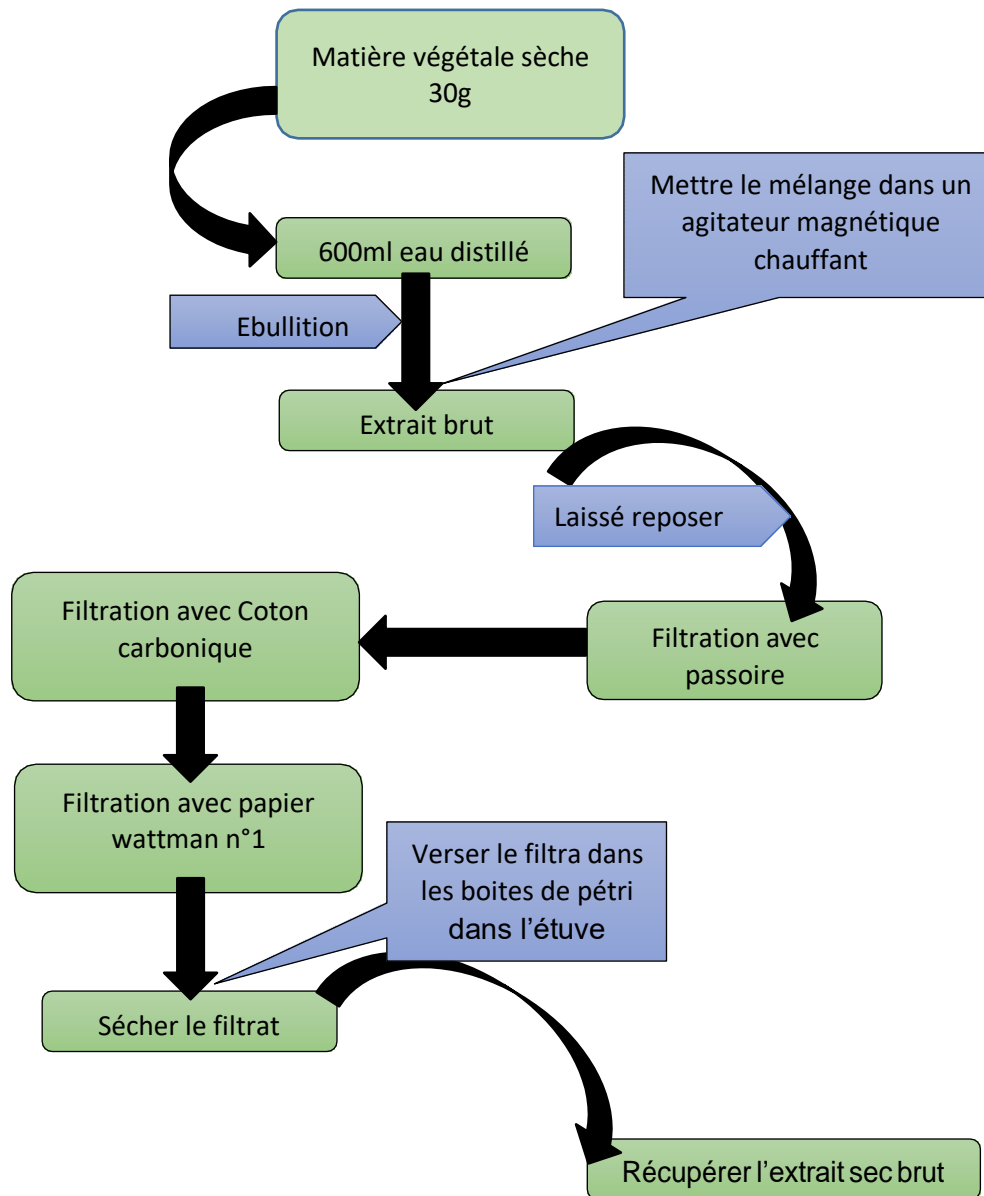 Matière végétale sèche
30g
Mettre le mélange dans un
agitateur magnétique
chauffant
600ml eau distillé
Ebullition
Extrait brut
Laissé reposer
Filtration avec Coton
carbonique
Filtration avec
passoire
Filtration avec papier
wattman n°1
Verser le filtra dans
les boites de pétri
dans l'étuve
Sécher le filtrat
Récupérer l'extrait sec brut